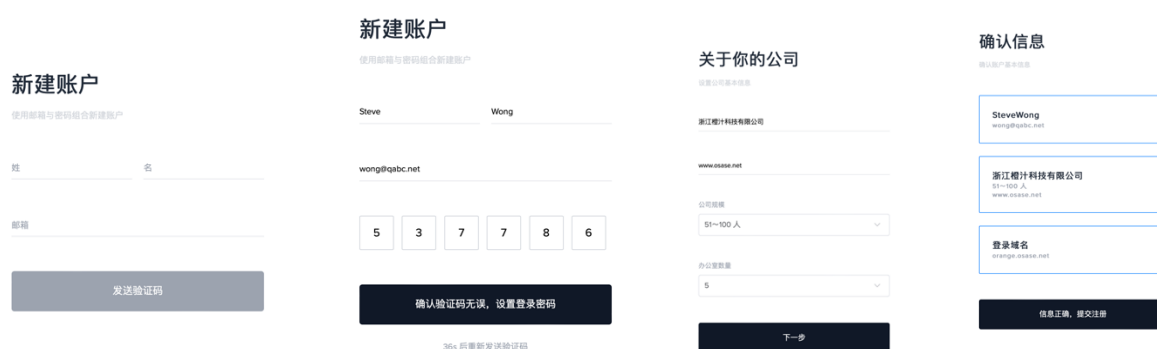 新建账户
使用邮箱与密码组合新建账户
姓
名
邮箱
发送验证码
新建账户
使用邮箱与密码组合新建账户
Steve
Wong
wong@qabc.net
5 3 7 7 8 6
确认验证码无误，设置登录密码
36s 后重新发送验证码
关于你的公司
设置公司基本信息
浙江橙汁科技有限公司
www.osase.net
公司规模
51～100 人
办公室数量
5
下一步
确认信息
确认账户基本信息
SteveWong
wong@qabc.net
浙江橙汁科技有限公司
51～100 人
www.osase.net
登录域名
orange.osase.net
信息正确，提交注册